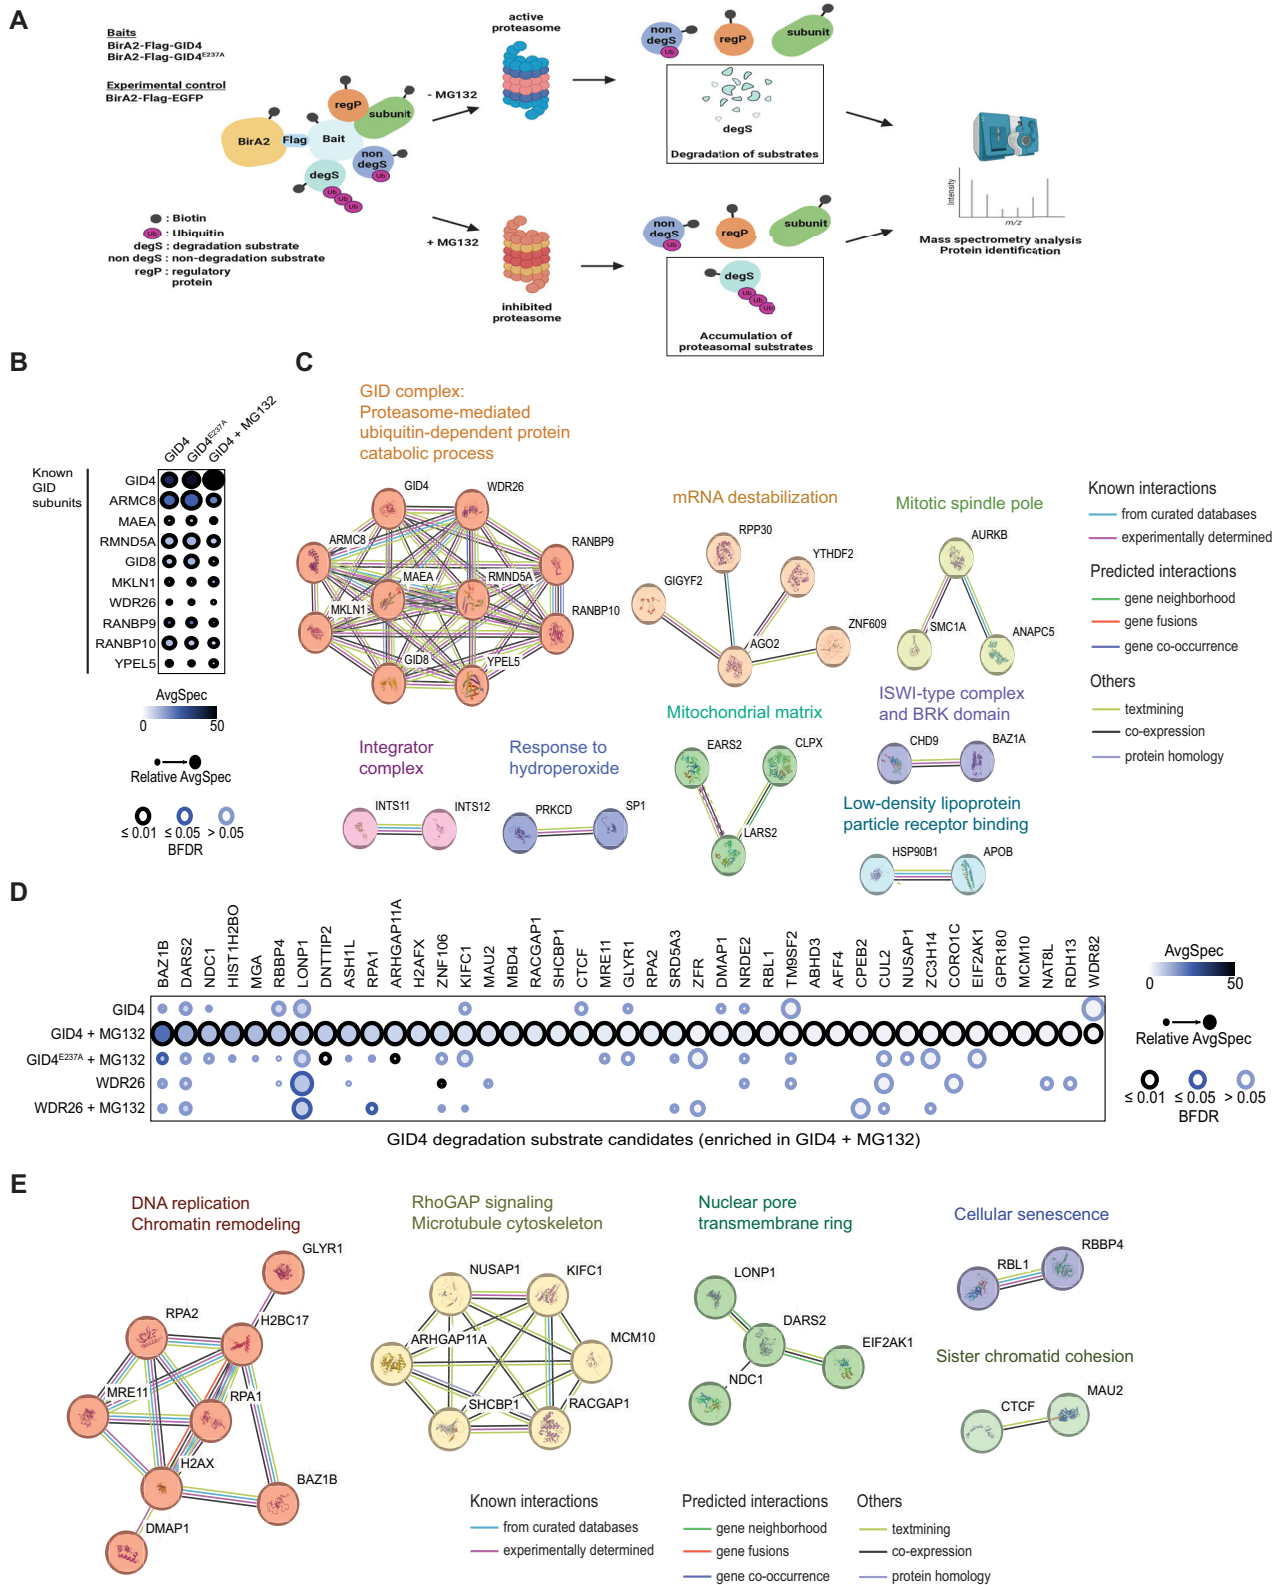 A
Baits
BirA2-Flag-GID4
BirA2-Flag-GID4E237A
Experimental control
BirA2-Flag-EGFP
BirA2
Flag
Bait
regP
subunit
non
degS
Ub
degS
Ub
Ub
Ub
: Biotin
Ub : Ubiquitin
degS : degradation substrate
non degS : non-degradation substrate
regP : regulatory
protein
- MG132
+ MG132
active
proteasome
inhibited
proteasome
non
degS
Ub
regP
subunit
degS
Degradation of substrates
non
degS
Ub
regP
subunit
degS
Ub
Ub
Ub
Accumulation of
proteasomal substrates
Intensity
m/z
Mass spectrometry analysis
Protein identification
B
GID4
GID4E237A
GID4 + MG132
Known
GID
subunits
GID4
ARMC8
MAEA
RMND5A
GID8
MKLN1
WDR26
RANBP9
RANBP10
YPEL5
AvgSpec
0 50
Relative AvgSpec
≤ 0.01 ≤ 0.05 > 0.05
BFDR
C
GID complex:
Proteasome-mediated
ubiquitin-dependent protein
catabolic process
GID4
WDR26
ARMC8
RANBP9
MAEA
RMND5A
MKLN1
RANBP10
GID8
YPEL5
mRNA destabilization
RPP30
YTHDF2
GIGYF2
ZNF609
AGO2
Mitotic spindle pole
AURKB
SMC1A
ANAPC5
Known interactions
from curated databases
experimentally determined
Predicted interactions
gene neighborhood
gene fusions
gene co-occurrence
Others
textmining
co-expression
protein homology
Integrator
complex
INTS11
INTS12
Response to
hydroperoxide
PRKCD
SP1
Mitochondrial matrix
EARS2
CLPX
LARS2
ISWI-type complex
and BRK domain
CHD9
BAZ1A
Low-density lipoprotein
particle receptor binding
HSP90B1
APOB
D
BAZ1B
DARS2
NDC1
HIST1H2BO
MGA
RBBP4
LONP1
DNTTIP2
ASH1L
RPA1
ARHGAP11A
H2AFX
ZNF106
KIFC1
MAU2
MBD4
RACGAP1
SHCBP1
CTCF
MRE11
GLYR1
RPA2
SRD5A3
ZFR
DMAP1
NRDE2
RBL1
TM9SF2
ABHD3
AFF4
CPEB2
CUL2
NUSAP1
ZC3H14
CORO1C
EIF2AK1
GPR180
MCM10
NAT8L
RDH13
WDR82
GID4
GID4 + MG132
GID4E237A + MG132
WDR26
WDR26 + MG132
GID4 degradation substrate candidates (enriched in GID4 + MG132)
AvgSpec
0 50
Relative AvgSpec
≤ 0.01 ≤ 0.05 > 0.05
BFDR
E
DNA replication
Chromatin remodeling
GLYR1
RPA2
H2BC17
MRE11
RPA1
H2AX
BAZ1B
DMAP1
RhoGAP signaling
Microtubule cytoskeleton
NUSAP1
KIFC1
ARHGAP11A
MCM10
SHCBP1
RACGAP1
Nuclear pore
transmembrane ring
LONP1
DARS2
EIF2AK1
NDC1
Cellular senescence
RBL1
RBBP4
Sister chromatid cohesion
CTCF
MAU2
Known interactions
from curated databases
experimentally determined
Predicted interactions
gene neighborhood
gene fusions
gene co-occurrence
Others
textmining
co-expression
protein homology